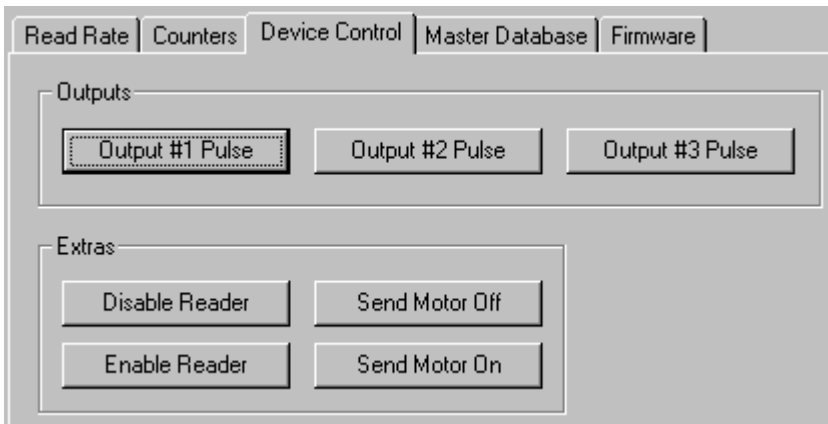 Read Rate Counters Device Control Master Database Firmware
Outputs
Output #1 Pulse Output #2 Pulse Output #3 Pulse
Extras
Disable Reader Send Motor Off
Enable Reader Send Motor On